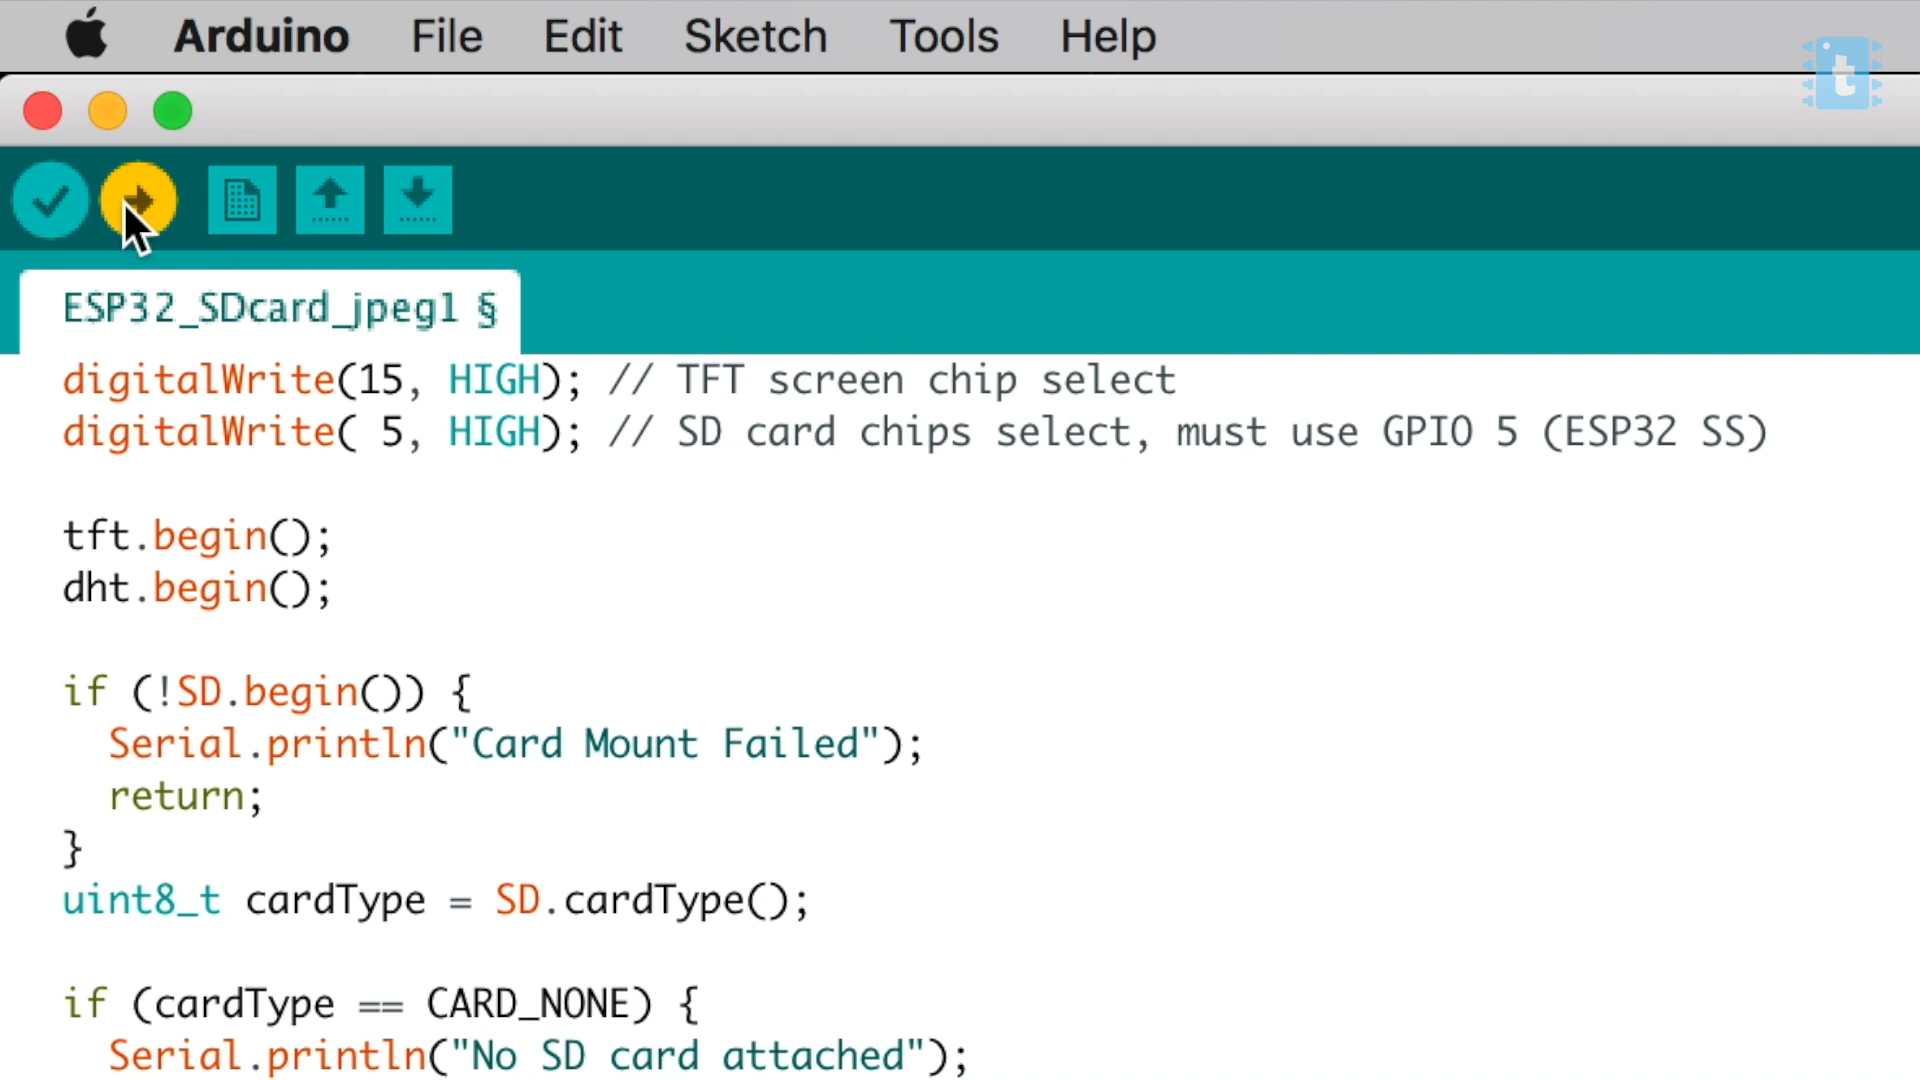 Arduino File Edit Sketch Tools Help
t
ESP32_SDcard_jpeg1 §
digitalWrite(15, HIGH); // TFT screen chip select
digitalWrite( 5, HIGH); // SD card chips select, must use GPIO 5 (ESP32 SS)
tft.begin();
dht.begin();
if (!SD.begin()) {
Serial.println("Card Mount Failed");
return;
}
uint8_t cardType = SD.cardType();
if (cardType == CARD_NONE) {
Serial.println("No SD card attached");